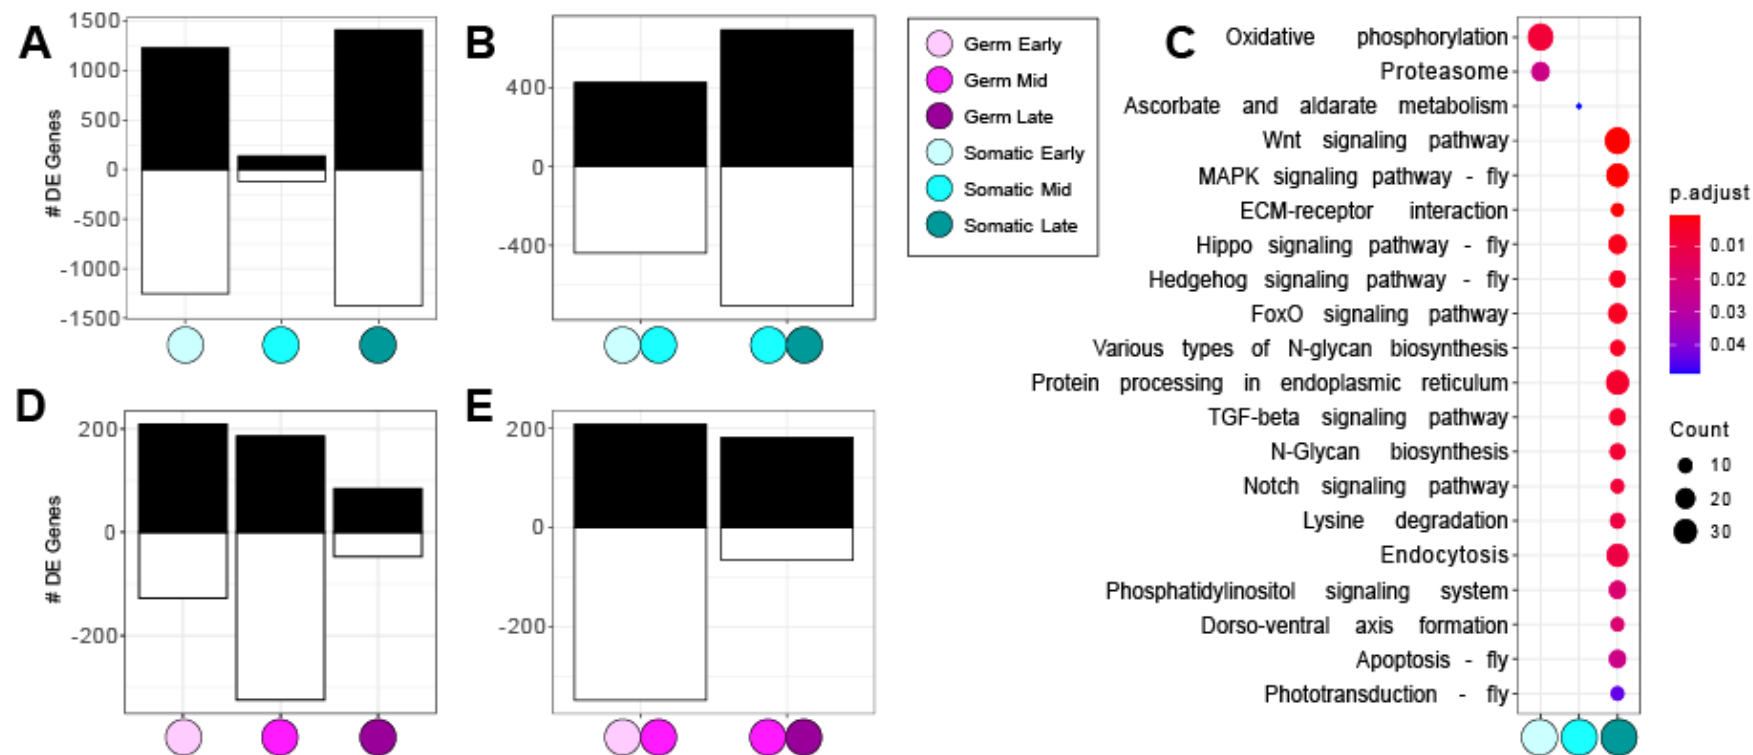 A
1500
1000
500
0
-500
-1000
-1500
# DE Genes
B
400
0
-400
Germ Early
Germ Mid
Germ Late
Somatic Early
Somatic Mid
Somatic Late
C
Oxidative phosphorylation
Proteasome
Ascorbate and aldarate metabolism
Wnt signaling pathway
MAPK signaling pathway - fly
ECM-receptor interaction
Hippo signaling pathway - fly
Hedgehog signaling pathway - fly
FoxO signaling pathway
Various types of N-glycan biosynthesis
Protein processing in endoplasmic reticulum
TGF-beta signaling pathway
N-Glycan biosynthesis
Notch signaling pathway
Lysine degradation
Endocytosis
Phosphatidylinositol signaling system
Dorso-ventral axis formation
Apoptosis - fly
Phototransduction - fly
p.adjust
0.01
0.02
0.03
0.04
Count
10
20
30
D
200
0
-200
# DE Genes
E
200
0
-200